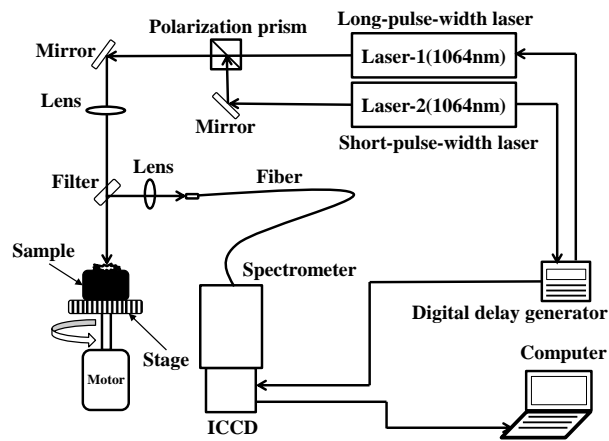 Polarization prism
Long-pulse-width laser
Mirror
Laser-1(1064nm)
Lens
Laser-2(1064nm)
Mirror
Short-pulse-width laser
Lens
Filter
Fiber
Sample
Spectrometer
Digital delay generator
Stage
Computer
Motor
ICCD